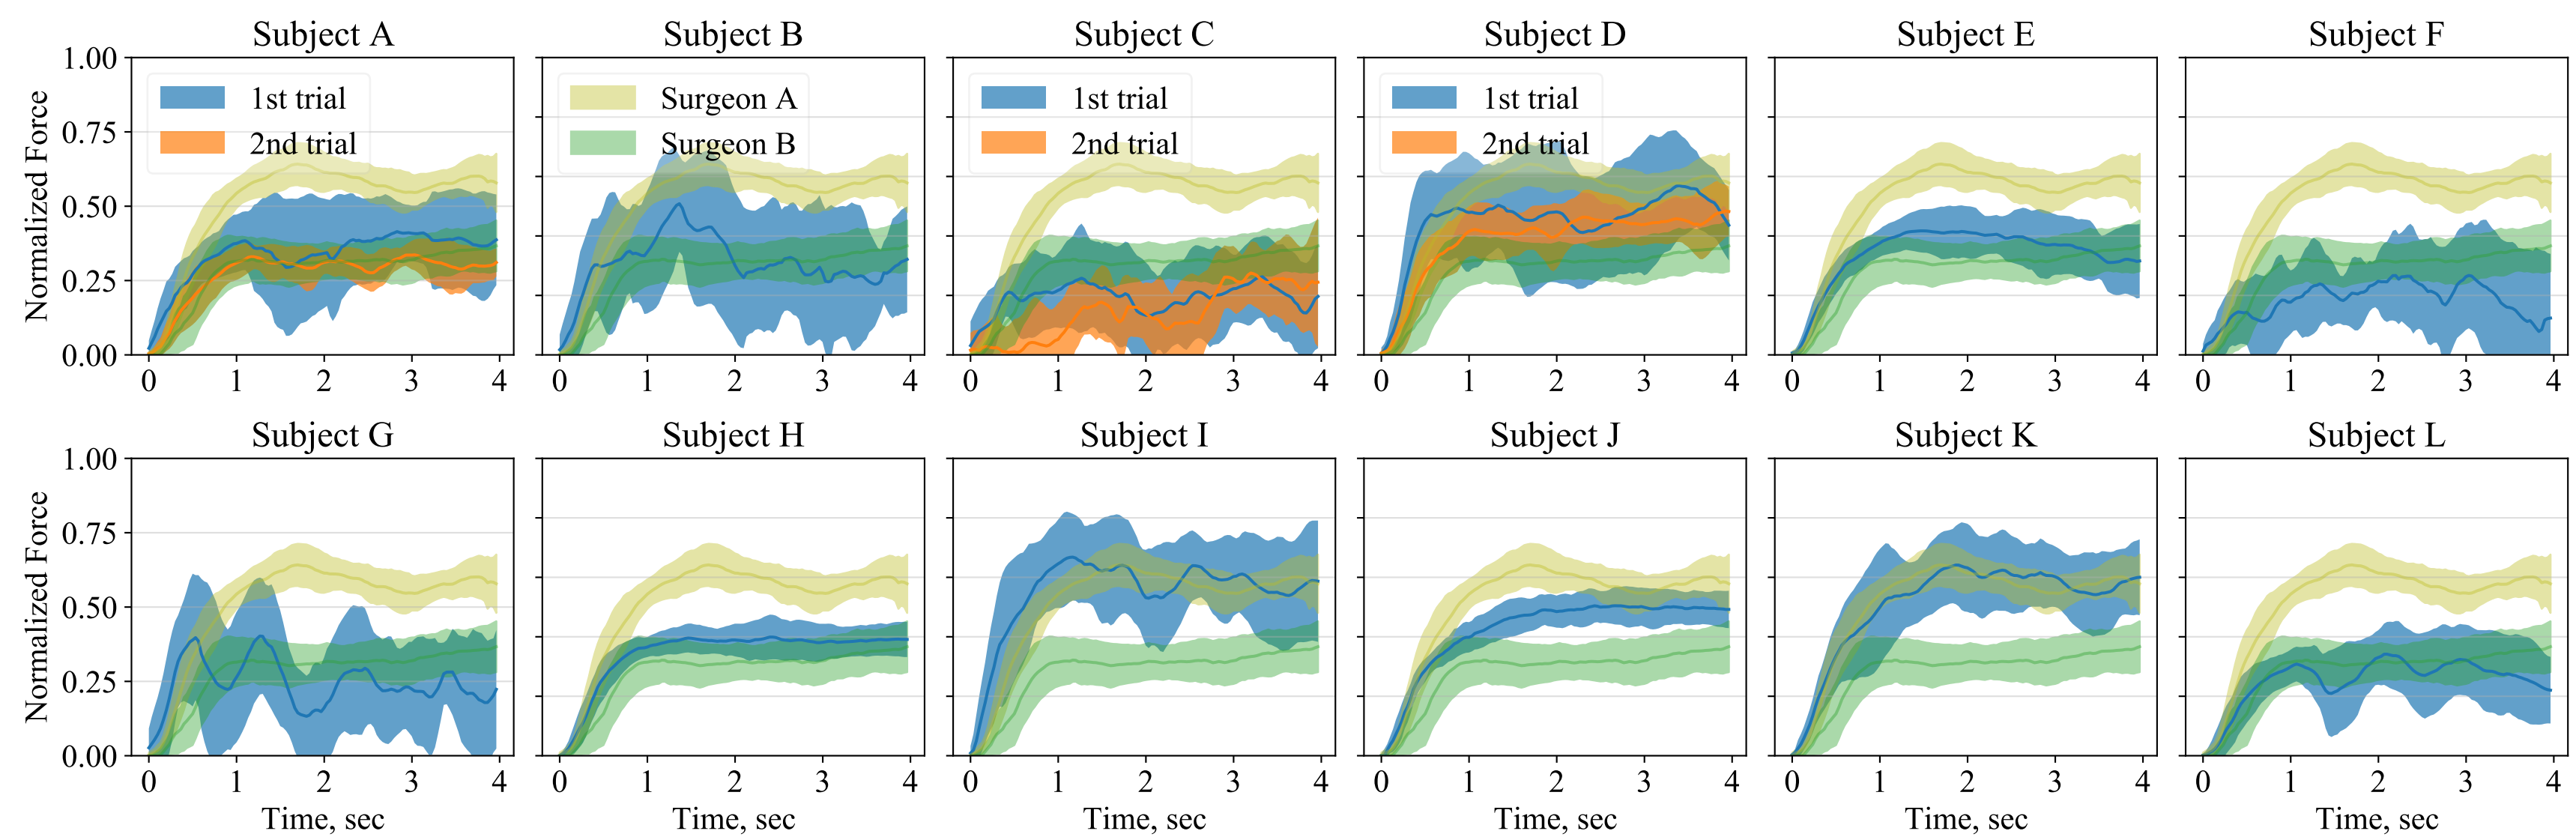 Subject A Subject B Subject C Subject D Subject E Subject F
1.00
0.75
0.50
0.25
0.00
Normalized Force
1st trial
2nd trial
Surgeon A
Surgeon B
1st trial
2nd trial
1st trial
2nd trial
0 1 2 3 4 0 1 2 3 4 0 1 2 3 4 0 1 2 3 4 0 1 2 3 4 0 1 2 3 4
Subject G Subject H Subject I Subject J Subject K Subject L
1.00
0.75
0.50
0.25
0.00
Normalized Force
0 1 2 3 4 0 1 2 3 4 0 1 2 3 4 0 1 2 3 4 0 1 2 3 4 0 1 2 3 4
Time, sec Time, sec Time, sec Time, sec Time, sec Time, sec